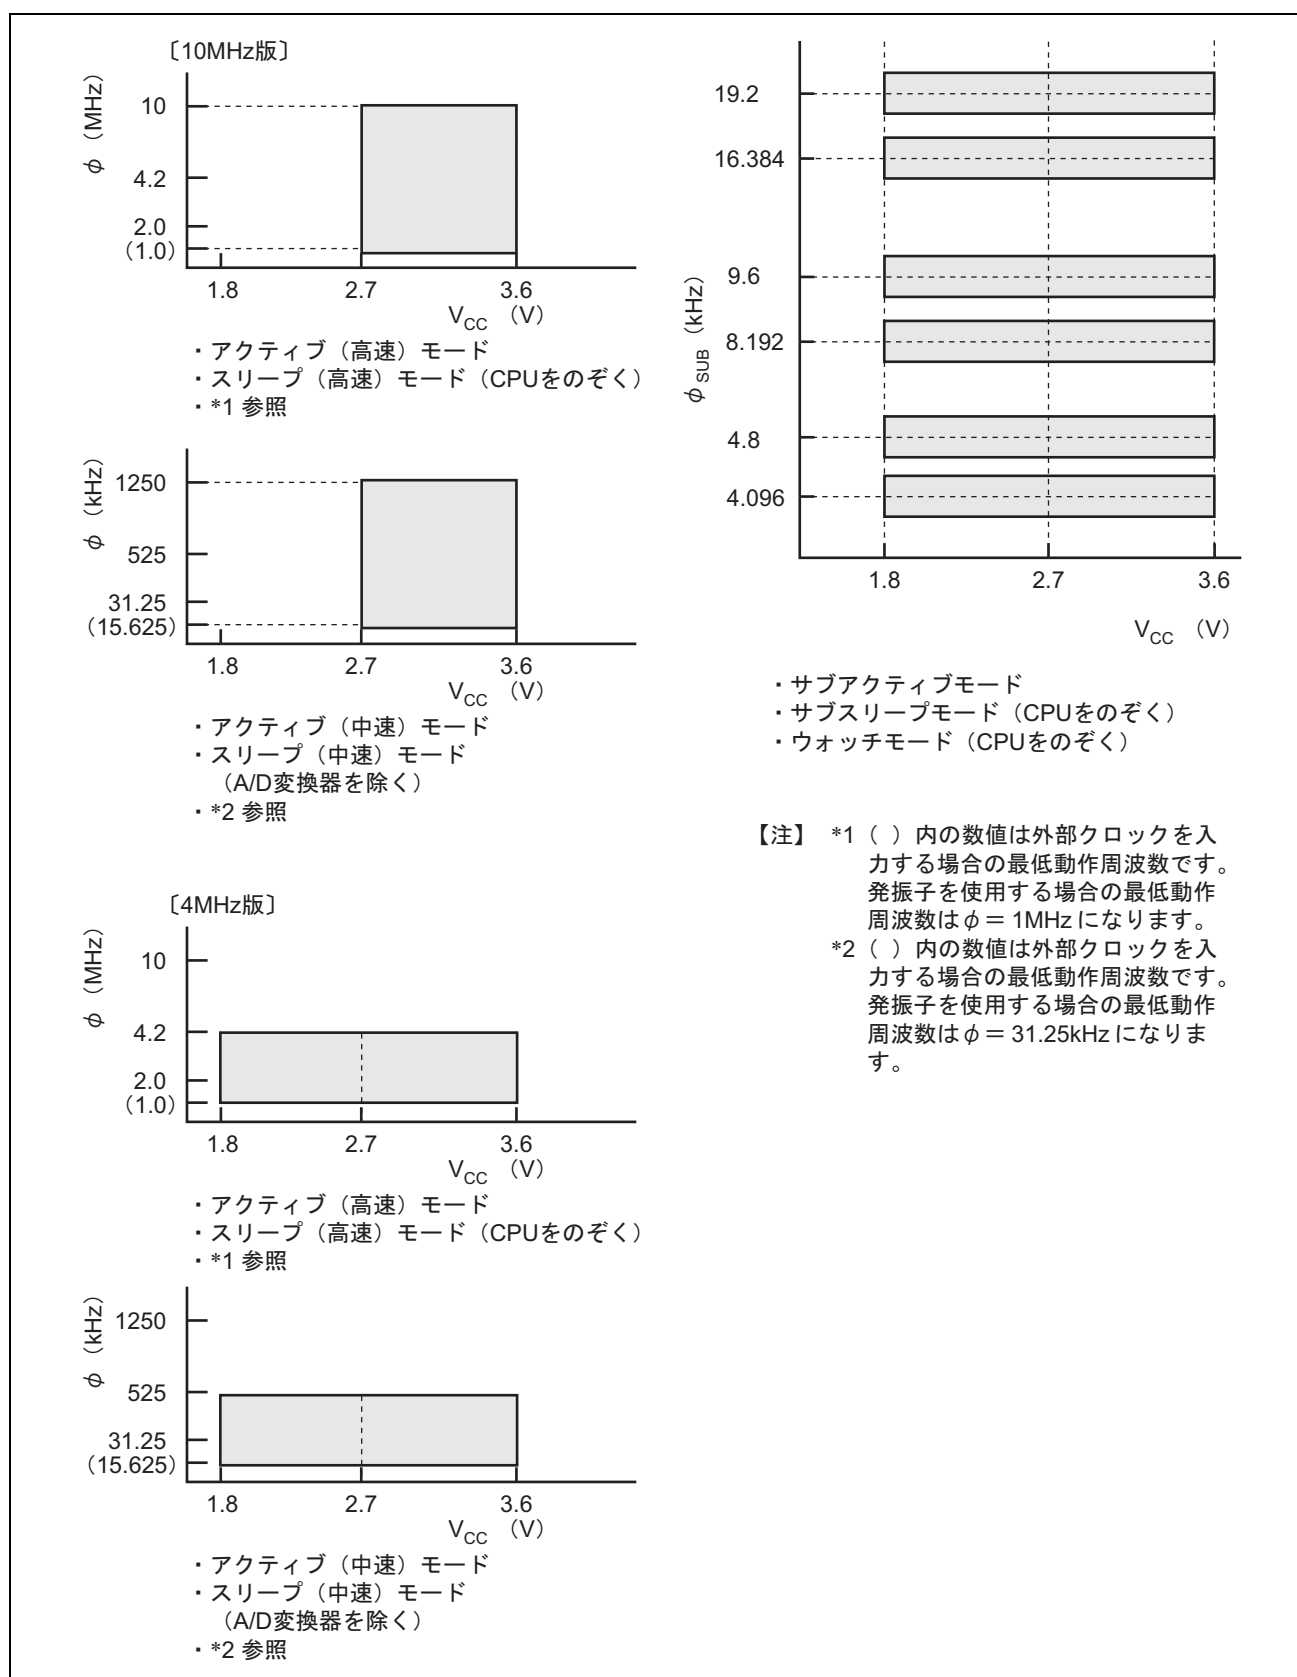 〔10MHz版〕
φ (MHz)
10
4.2
2.0
(1.0)
1.8
2.7
3.6
VCC (V)
・アクティブ（高速）モード
・スリープ（高速）モード（CPUをのぞく）
・*1 参照
φ (kHz)
1250
525
31.25
(15.625)
1.8
2.7
3.6
VCC (V)
・アクティブ（中速）モード
・スリープ（中速）モード
（A/D変換器を除く）
・*2 参照
〔4MHz版〕
φ (MHz)
10
4.2
2.0
(1.0)
1.8
2.7
3.6
VCC (V)
・アクティブ（高速）モード
・スリープ（高速）モード（CPUをのぞく）
・*1 参照
φ (kHz)
1250
525
31.25
(15.625)
1.8
2.7
3.6
VCC (V)
・アクティブ（中速）モード
・スリープ（中速）モード
（A/D変換器を除く）
・*2 参照
φSUB (kHz)
19.2
16.384
9.6
8.192
4.8
4.096
1.8
2.7
3.6
VCC (V)
・サブアクティブモード
・サブスリープモード（CPUをのぞく）
・ウォッチモード（CPUをのぞく）
【注】 *1（ ）内の数値は外部クロックを入
力する場合の最低動作周波数です。
発振子を使用する場合の最低動作
周波数はφ＝ 1MHz になります。
*2（ ）内の数値は外部クロックを入
力する場合の最低動作周波数です。
発振子を使用する場合の最低動作
周波数はφ＝ 31.25kHz になりま
す。